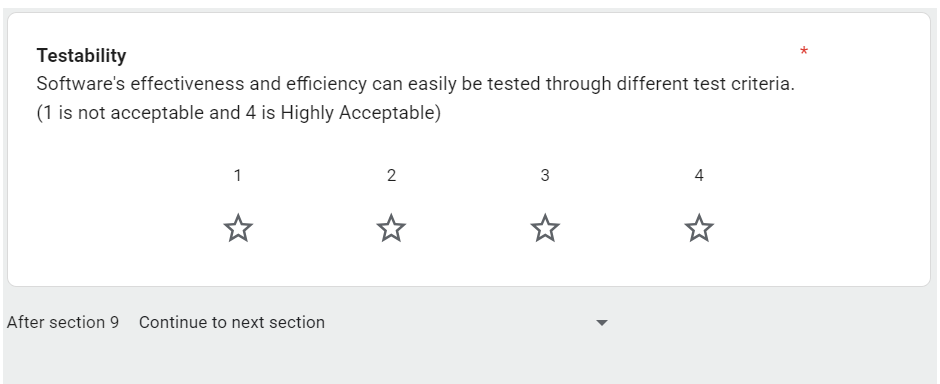 Testability *
Software's effectiveness and efficiency can easily be tested through different test criteria.
(1 is not acceptable and 4 is Highly Acceptable)
1 2 3 4
After section 9 Continue to next section